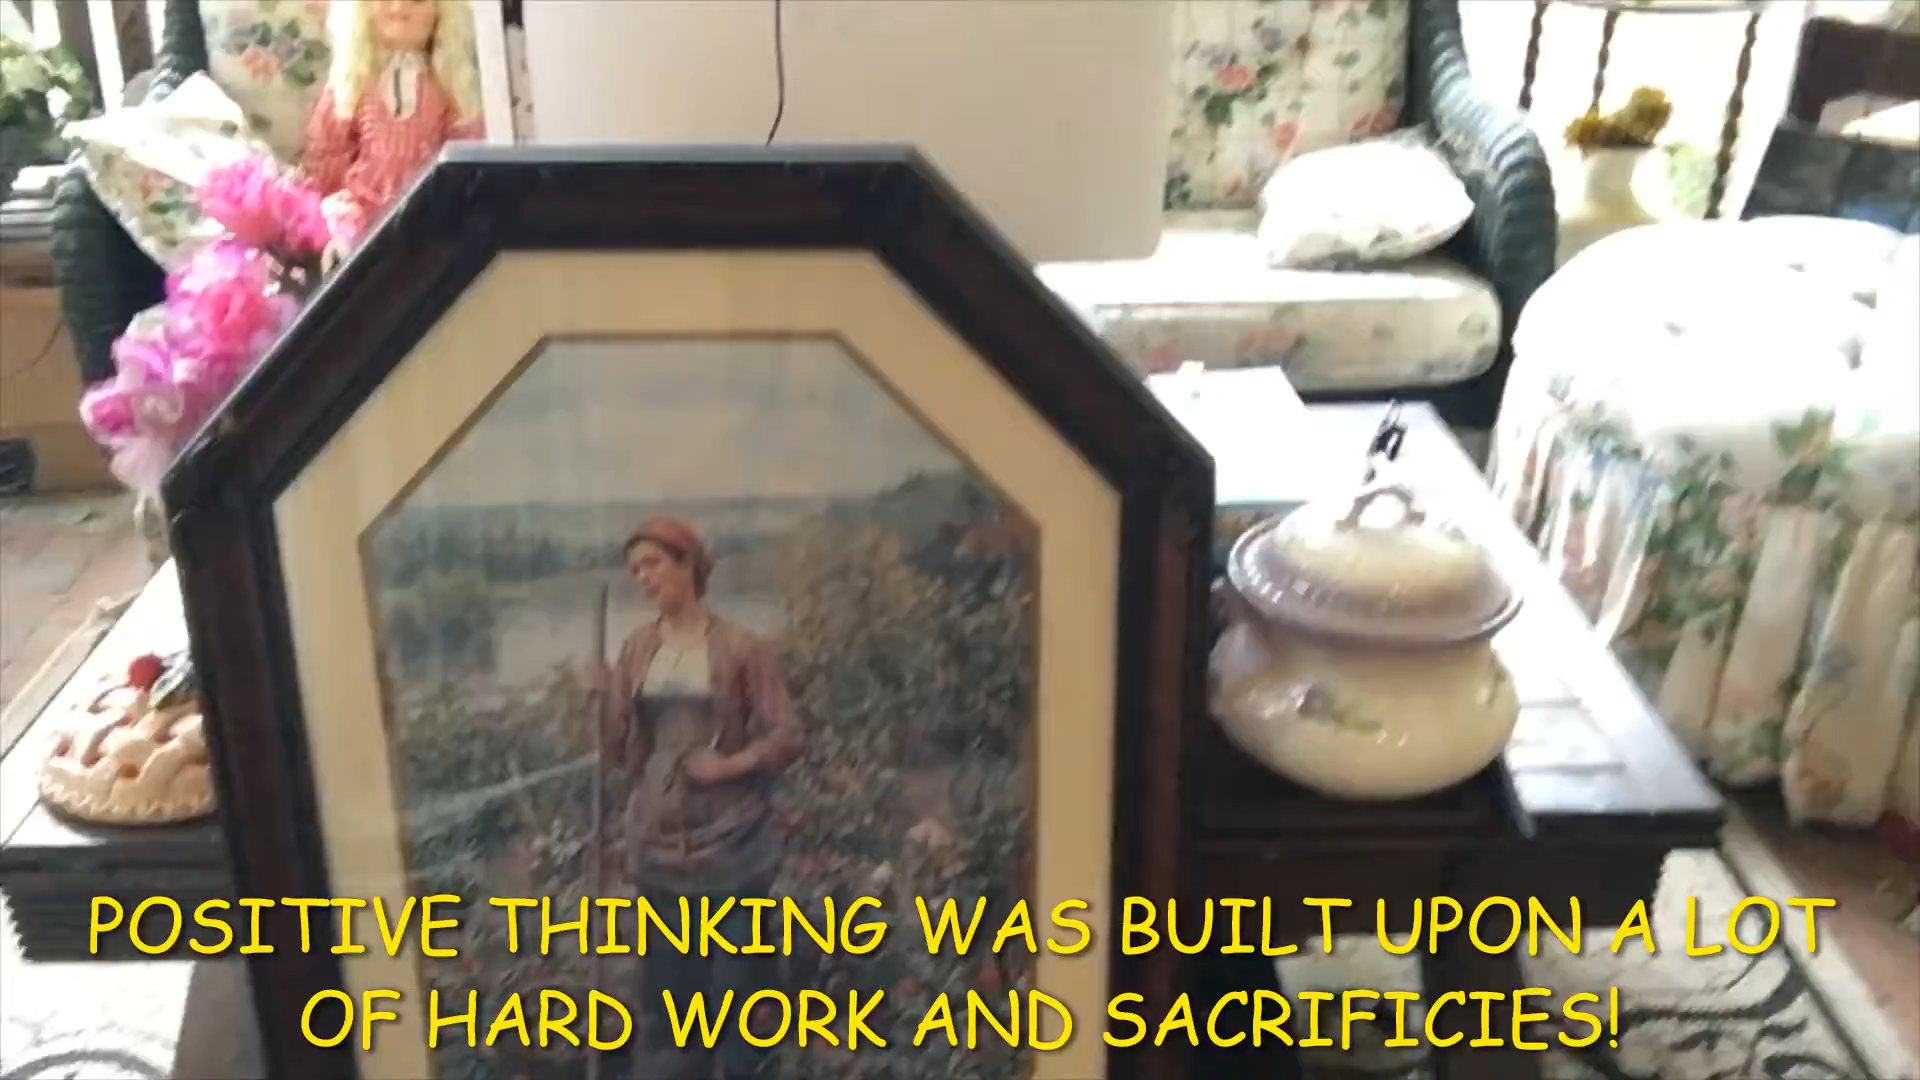 POSITIVE THINKING WAS BUILT UPON A LOT
OF HARD WORK AND SACRIFICIES!